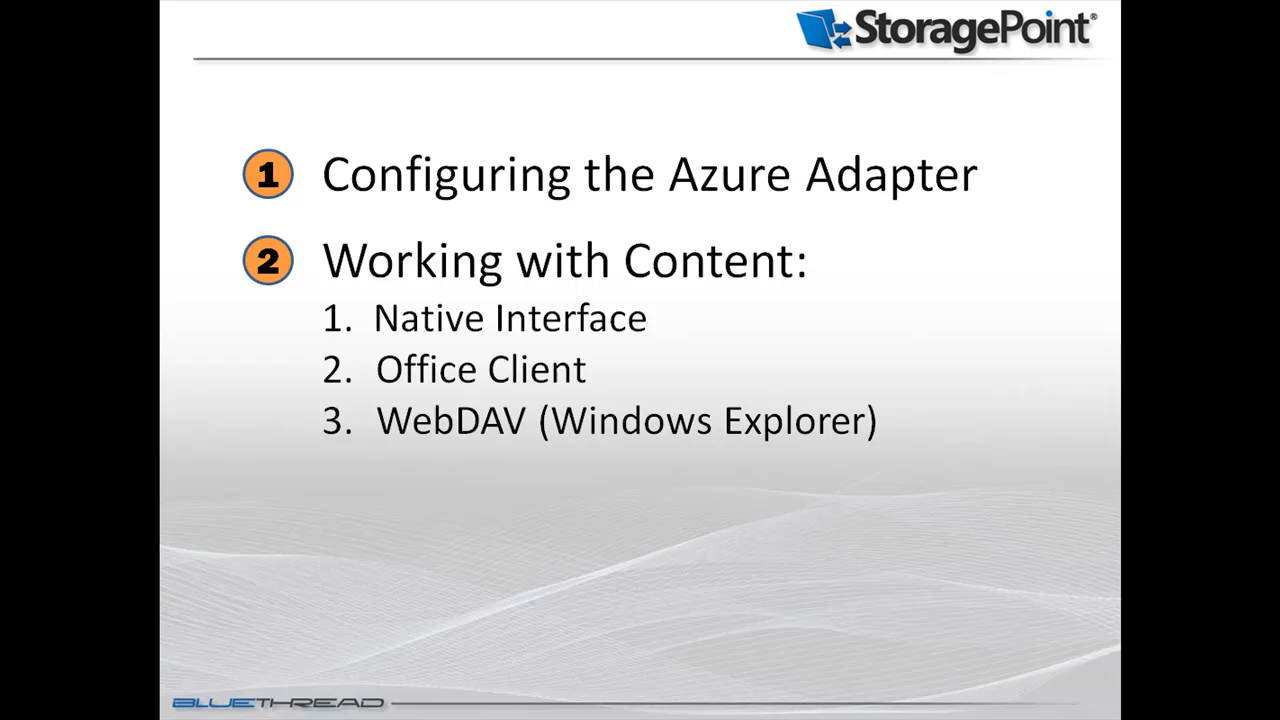 StoragePoint®
1 Configuring the Azure Adapter
2 Working with Content:
1. Native Interface
2. Office Client
3. WebDAV (Windows Explorer)
BLUETHREAD